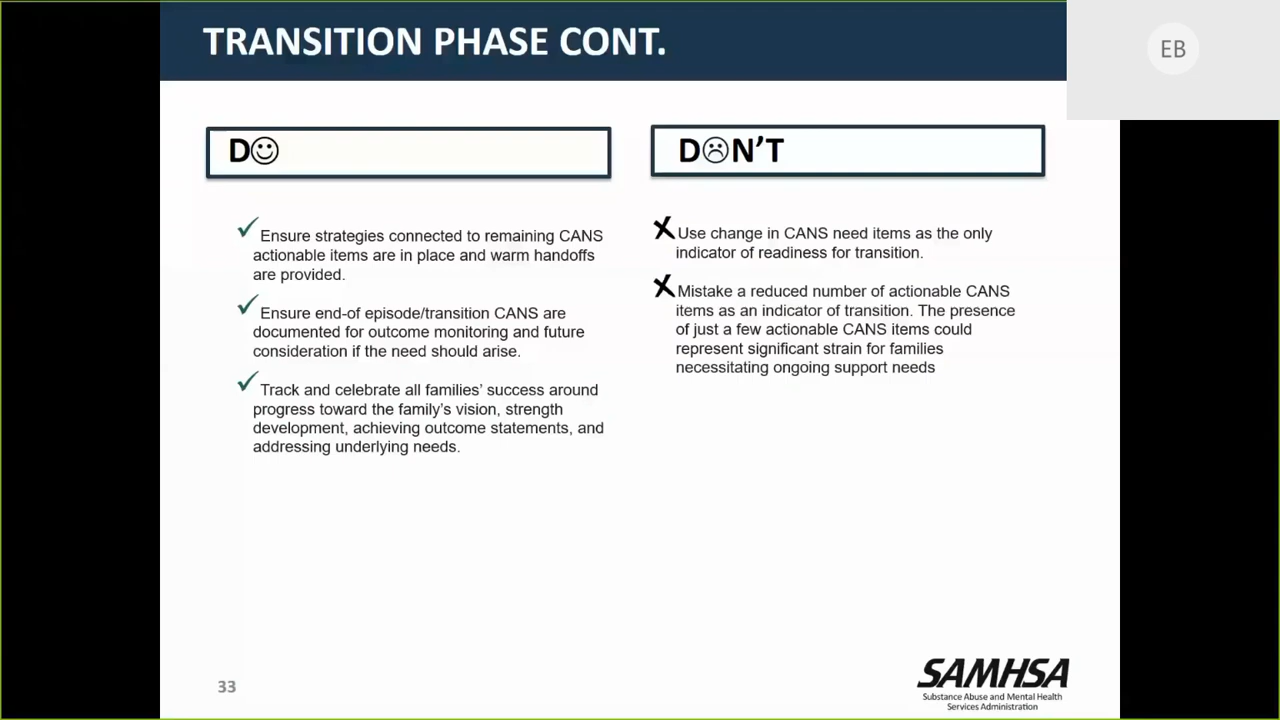 TRANSITION PHASE CONT.
EB
D☺
Ensure strategies connected to remaining CANS
actionable items are in place and warm handoffs
are provided.
Ensure end-of episode/transition CANS are
documented for outcome monitoring and future
consideration if the need should arise.
Track and celebrate all families’ success around
progress toward the family’s vision, strength
development, achieving outcome statements, and
addressing underlying needs.
D☹N’T
Use change in CANS need items as the only
indicator of readiness for transition.
Mistake a reduced number of actionable CANS
items as an indicator of transition. The presence
of just a few actionable CANS items could
represent significant strain for families
necessitating ongoing support needs
33
SAMHSA
Substance Abuse and Mental Health
Services Administration